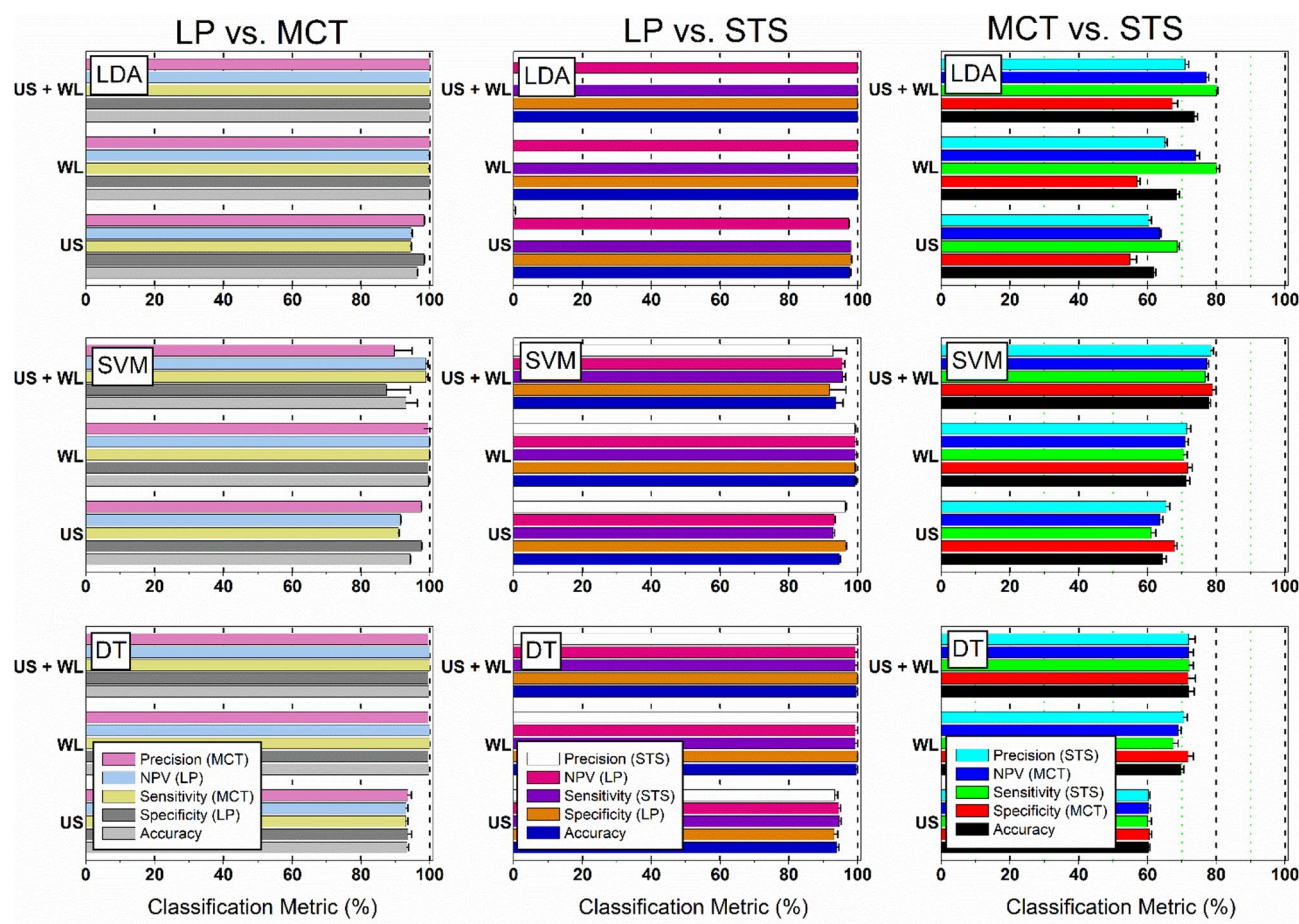 LP vs. MCT
LP vs. STS
MCT vs. STS
LDA
US + WL
WL
US
0 20 40 60 80 100
LDA
US + WL
WL
US
0 20 40 60 80 100
LDA
US + WL
WL
US
0 20 40 60 80 100
SVM
US + WL
WL
US
0 20 40 60 80 100
SVM
US + WL
WL
US
0 20 40 60 80 100
SVM
US + WL
WL
US
0 20 40 60 80 100
DT
US + WL
WL
US
Precision (MCT)
NPV (LP)
Sensitivity (MCT)
Specificity (LP)
Accuracy
0 20 40 60 80 100
Classification Metric (%)
DT
US + WL
WL
US
Precision (STS)
NPV (LP)
Sensitivity (STS)
Specificity (LP)
Accuracy
0 20 40 60 80 100
Classification Metric (%)
DT
US + WL
WL
US
Precision (STS)
NPV (MCT)
Sensitivity (STS)
Specificity (MCT)
Accuracy
0 20 40 60 80 100
Classification Metric (%)